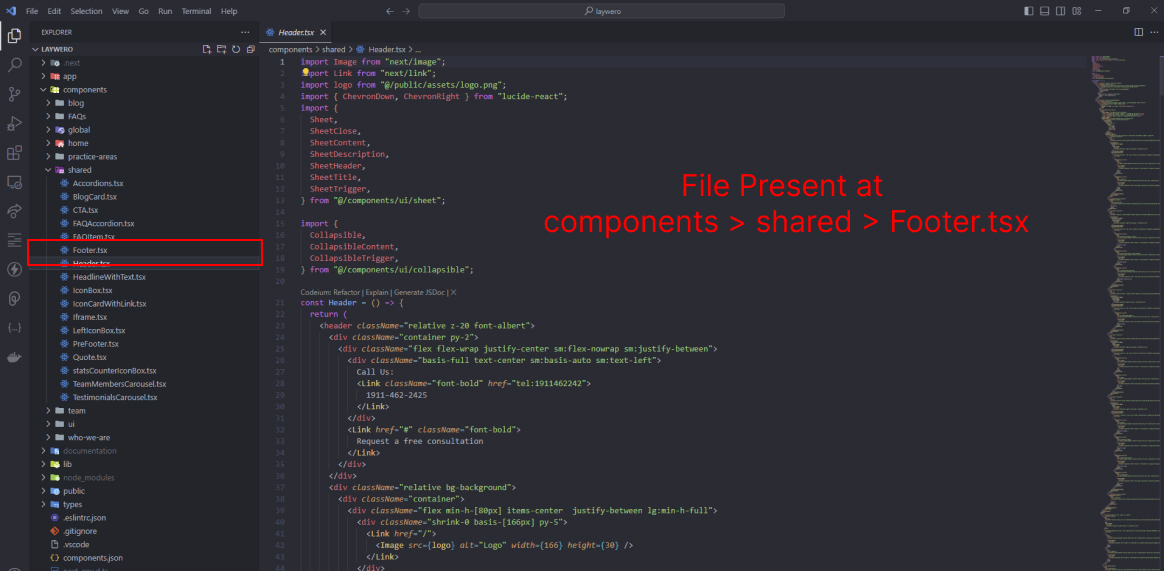 File Edit Selection View Go Run Terminal Help
laywero
EXPLORER
Header.tsx
LAYWERO
components > shared > Header.tsx > ...
.next
app
components
blog
FAQs
global
home
practice-areas
shared
Accordions.tsx
BlogCard.tsx
CTA.tsx
FAQAccordion.tsx
FAQItem.tsx
Footer.tsx
Header.tsx
HeadlineWithText.tsx
IconBox.tsx
IconCardWithLink.tsx
Iframe.tsx
LeftIconBox.tsx
PreFooter.tsx
Quote.tsx
statsCounterIconBox.tsx
TeamMembersCarousel.tsx
TestimonialsCarousel.tsx
team
ui
who-we-are
documentation
lib
node_modules
public
types
.eslintrc.json
.gitignore
.vscode
components.json
1 import Image from "next/image";
2 import Link from "next/link";
3 import logo from "@/public/assets/logo.png";
4 import { ChevronDown, ChevronRight } from "lucide-react";
5 import {
6 Sheet,
7 SheetClose,
8 SheetContent,
9 SheetDescription,
10 SheetHeader,
11 SheetTitle,
12 SheetTrigger,
13 } from "@/components/ui/sheet";
14
15 import {
16 Collapsible,
17 CollapsibleContent,
18 CollapsibleTrigger,
19 } from "@/components/ui/collapsible";
20
Codeium: Refactor | Explain | Generate JSDoc | X
21 const Header = () => {
22 return (
23 <header className="relative z-20 font-albert">
24 <div className="container py-2">
25 <div className="flex flex-wrap justify-center sm:flex-nowrap sm:justify-between">
26 <div className="basis-full text-center sm:basis-auto sm:text-left">
27 Call Us:
28 <Link className="font-bold" href="tel:1911462242">
29 1911-462-2425
30 </Link>
31 </div>
32 <Link href="#" className="font-bold">
33 Request a free consultation
34 </Link>
35 </div>
36 </div>
37 <div className="relative bg-background">
38 <div className="container">
39 <div className="flex min-h-[80px] items-center justify-between lg:min-h-full">
40 <div className="shrink-0 basis-[166px] py-5">
41 <Link href="/">
42 <Image src={logo} alt="Logo" width={166} height={30} />
43 </Link>
44 </div>
File Present at
components > shared > Footer.tsx